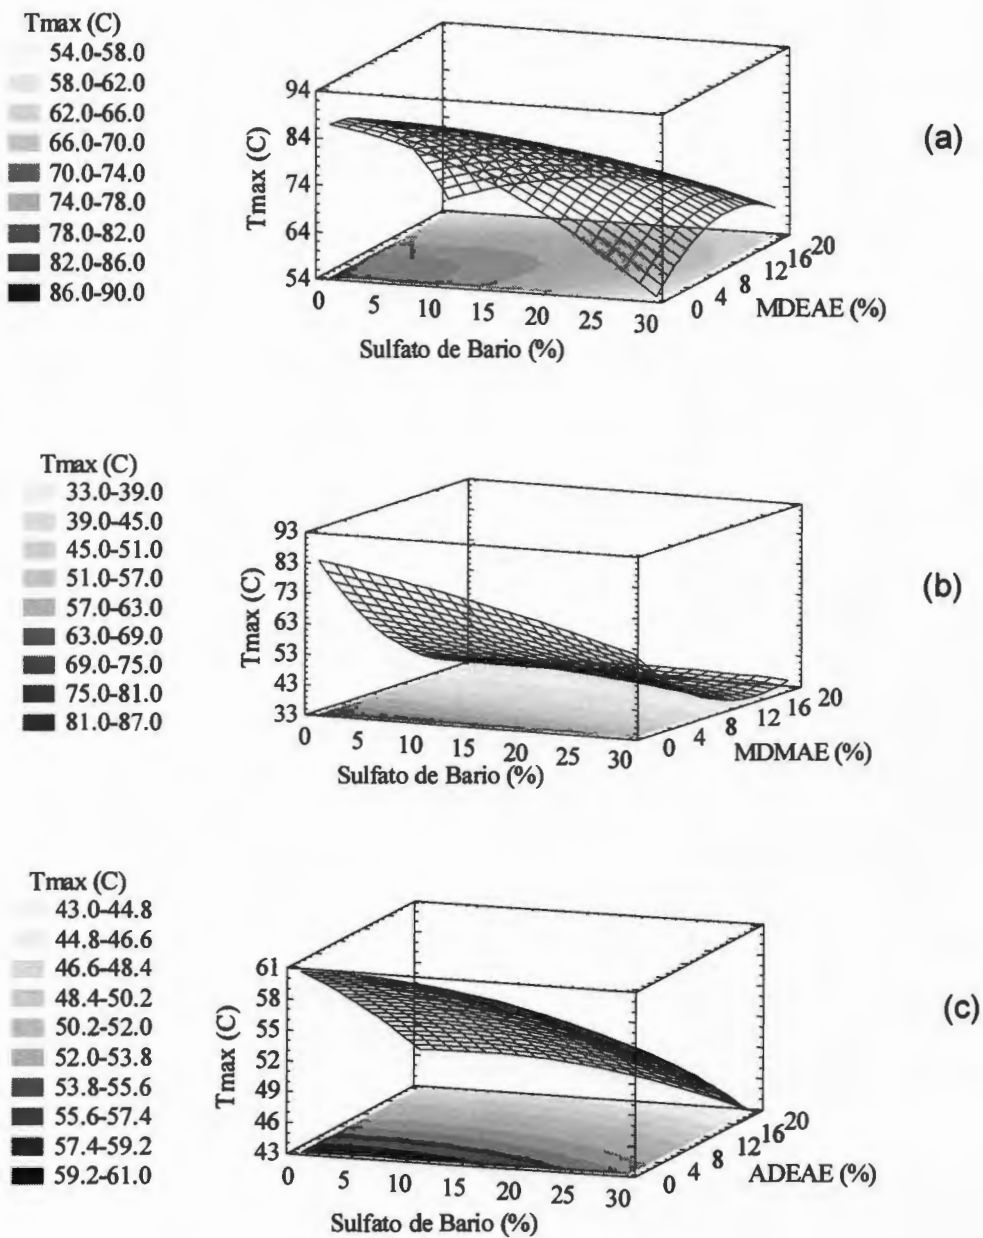 Tmax (C)
54.0-58.0
58.0-62.0
62.0-66.0
66.0-70.0
70.0-74.0
74.0-78.0
78.0-82.0
82.0-86.0
86.0-90.0
94
84
74
64
54
Tmax (C)
0 5 10 15 20 25 30
Sulfato de Bario (%)
0 4 8 12 16 20
MDEAE (%)
(a)
Tmax (C)
33.0-39.0
39.0-45.0
45.0-51.0
51.0-57.0
57.0-63.0
63.0-69.0
69.0-75.0
75.0-81.0
81.0-87.0
93
83
73
63
53
43
33
Tmax (C)
0 5 10 15 20 25 30
Sulfato de Bario (%)
0 4 8 12 16 20
MDMAE (%)
(b)
Tmax (C)
43.0-44.8
44.8-46.6
46.6-48.4
48.4-50.2
50.2-52.0
52.0-53.8
53.8-55.6
55.6-57.4
57.4-59.2
59.2-61.0
61
58
55
52
49
46
43
Tmax (C)
0 5 10 15 20 25 30
Sulfato de Bario (%)
0 4 8 12 16 20
ADEAE (%)
(c)